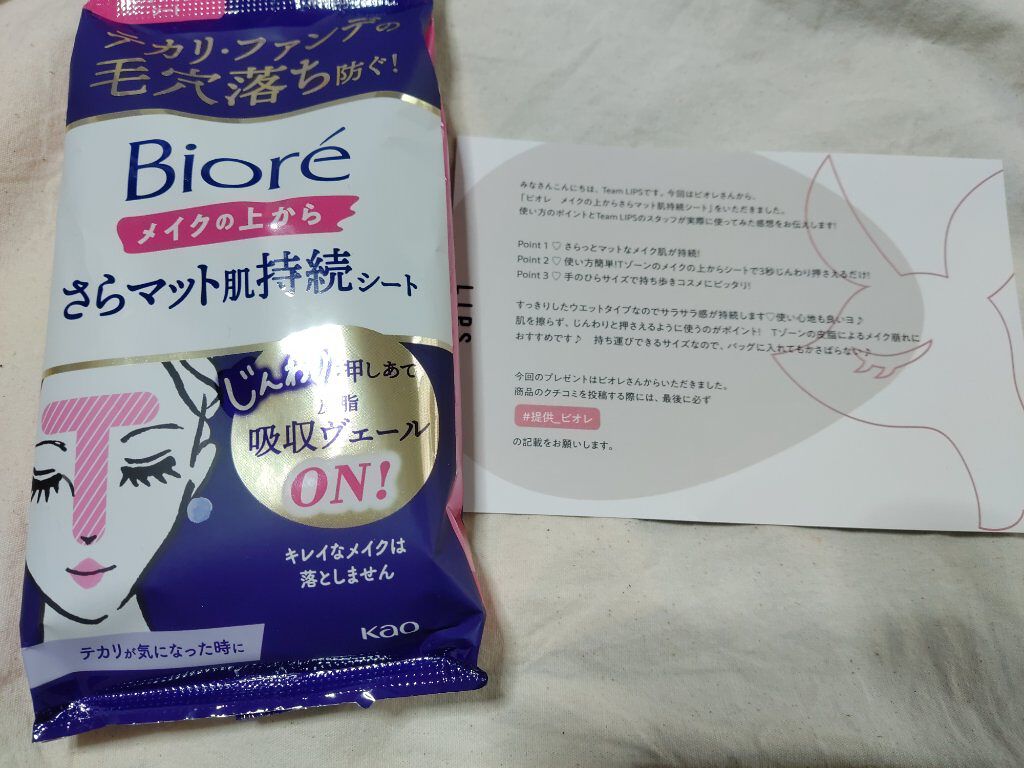 テカリ・ファンデの
毛穴落ち防ぐ!
Bioré
メイクの上から
さらマット肌持続シート
じんわり押しあて
皮脂
吸収ヴェール
ON!
T
キレイなメイクは
落としません
Kao
テカリが気になった時に
LIPS
みなさんこんにちは、Team LIPSです。今回はビオレさんから、
「ビオレ メイクの上からさらマット肌持続シート」をいただきました。
使い方のポイントとTeam LIPSのスタッフが実際に使ってみた感想をお伝えします!
Point 1 ♡ さらっとマットなメイク肌が持続!
Point 2 ♡ 使い方簡単!Tゾーンのメイクの上からシートで3秒じんわり押さえるだけ!
Point 3 ♡ 手のひらサイズで持ち歩きコスメにピッタリ!
すっきりしたウエットタイプなのでサラサラ感が持続します♡使い心地も良いヨ♪
肌を擦らず、じんわりと押さえるように使うのがポイント! Tゾーンの皮脂によるメイク崩れに
おすすめです♪ 持ち運びできるサイズなので、バッグに入れてもかさばらない♪
今回のプレゼントはビオレさんからいただきました。
商品のクチコミを投稿する際には、最後に必ず
#提供_ビオレ
の記載をお願いします。